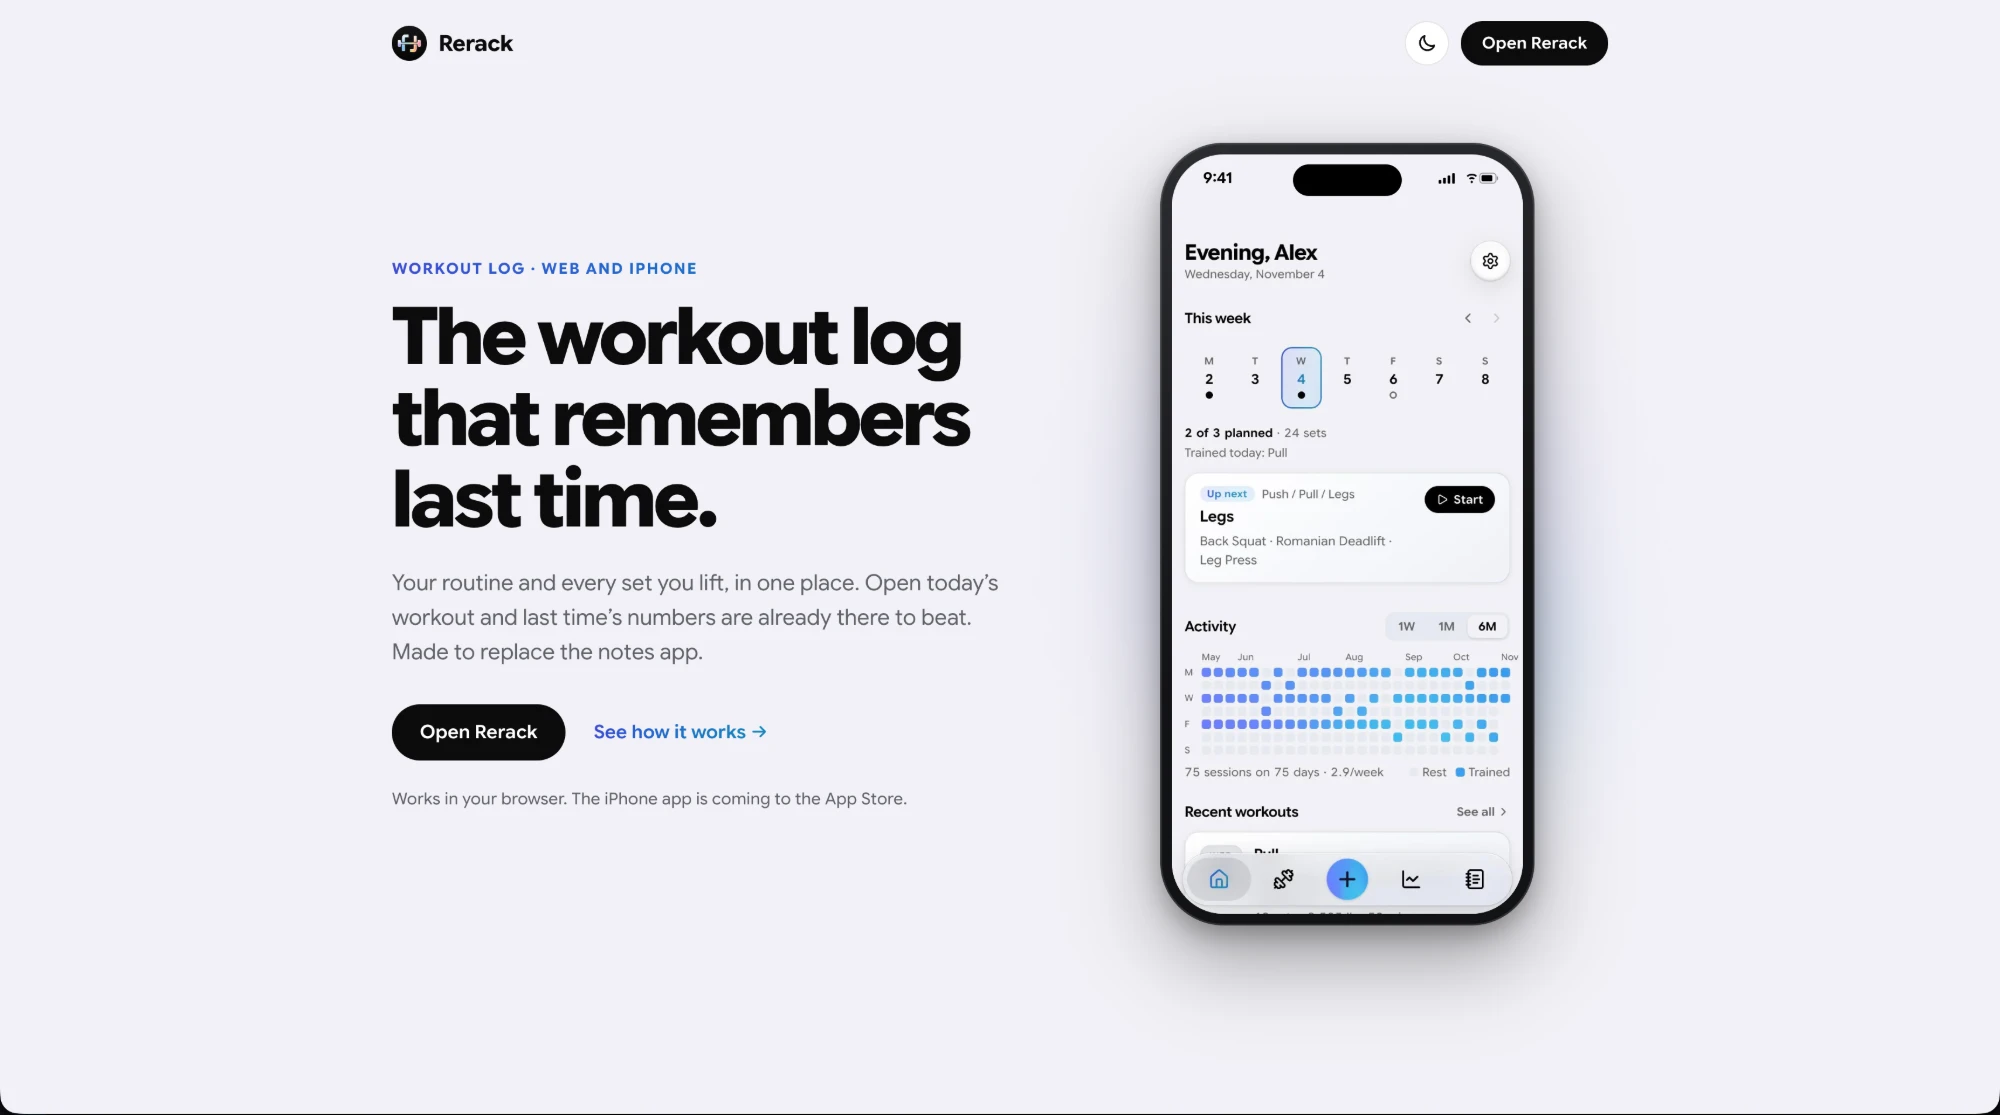 Rerack
Open Rerack
WORKOUT LOG · WEB AND IPHONE
The workout log
that remembers
last time.
Your routine and every set you lift, in one place. Open today’s
workout and last time’s numbers are already there to beat.
Made to replace the notes app.
Open Rerack
See how it works →
Works in your browser. The iPhone app is coming to the App Store.
9:41
Evening, Alex
Wednesday, November 4
This week
M T W T F S S
2 3 4 5 6 7 8
2 of 3 planned · 24 sets
Trained today: Pull
Up next Push / Pull / Legs
Start
Legs
Back Squat · Romanian Deadlift ·
Leg Press
Activity
1W 1M 6M
May Jun Jul Aug Sep Oct Nov
M
W
F
S
75 sessions on 75 days · 2.9/week
Rest Trained
Recent workouts
See all
Pull